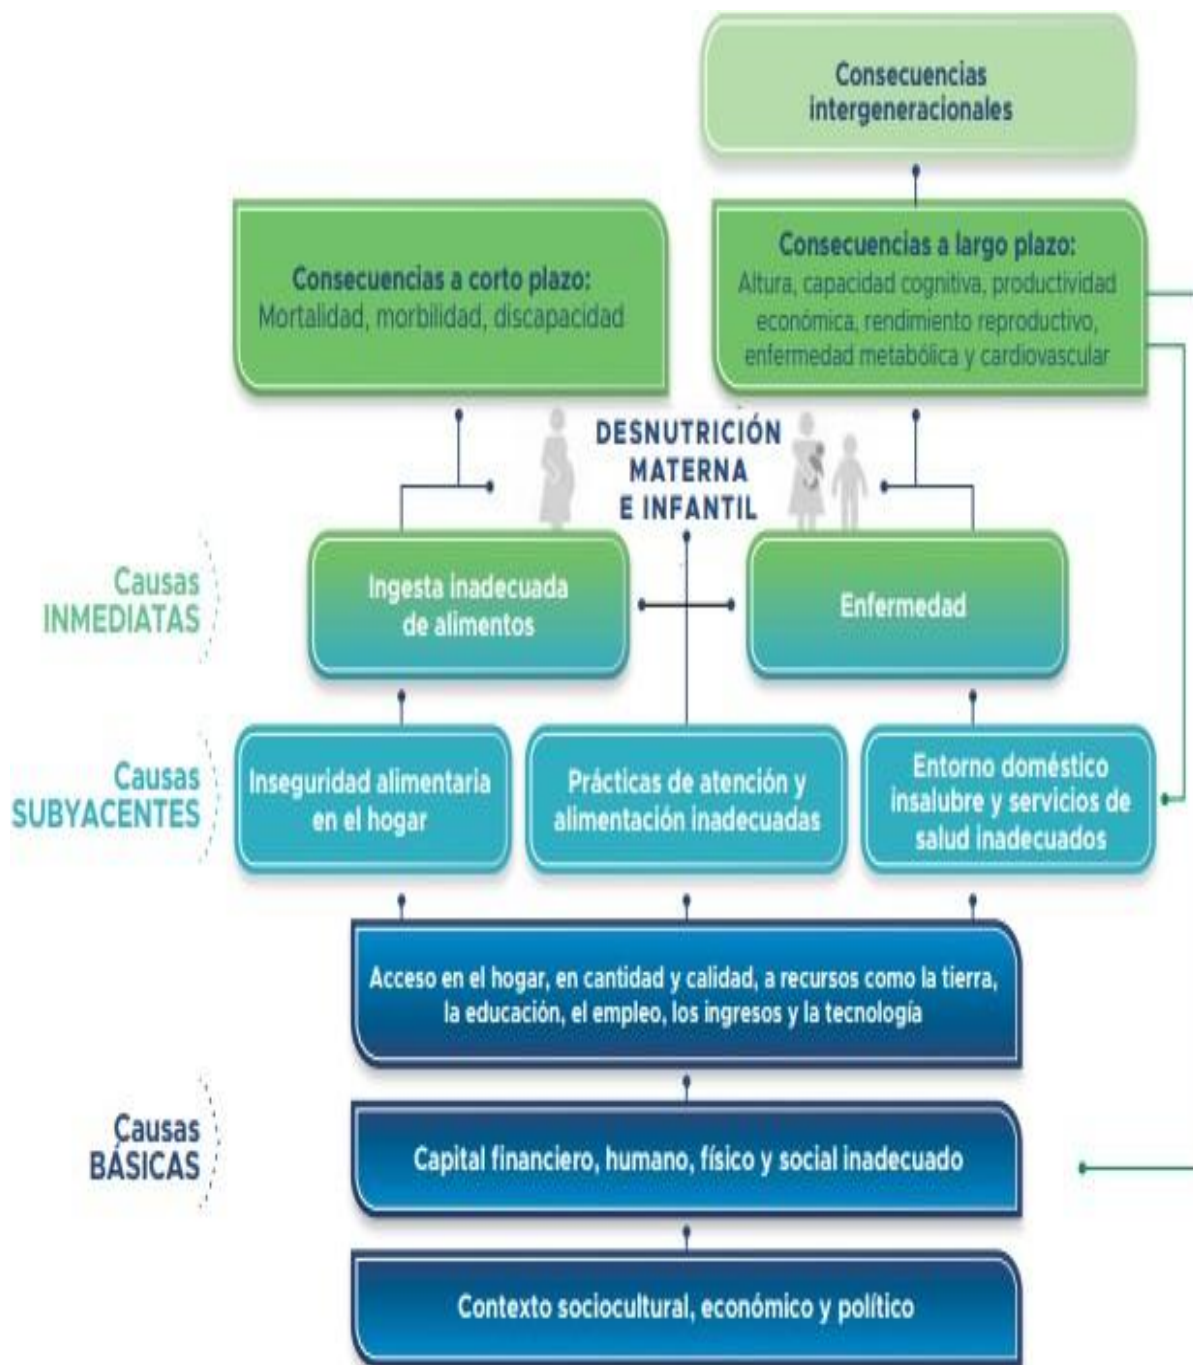 Consecuencias
intergeneracionales
Consecuencias a corto plazo:
Mortalidad, morbilidad, discapacidad
Consecuencias a largo plazo:
Altura, capacidad cognitiva, productividad
económica, rendimiento reproductivo,
enfermedad metabólica y cardiovascular
DESNUTRICIÓN
MATERNA
E INFANTIL
Causas
INMEDIATAS
Ingesta inadecuada
de alimentos
Enfermedad
Causas
SUBYACENTES
Inseguridad alimentaria
en el hogar
Prácticas de atención y
alimentación inadecuadas
Entorno doméstico
insalubre y servicios de
salud inadecuados
Acceso en el hogar, en cantidad y calidad, a recursos como la tierra,
la educación, el empleo, los ingresos y la tecnología
Causas
BÁSICAS
Capital financiero, humano, físico y social inadecuado
Contexto sociocultural, económico y político